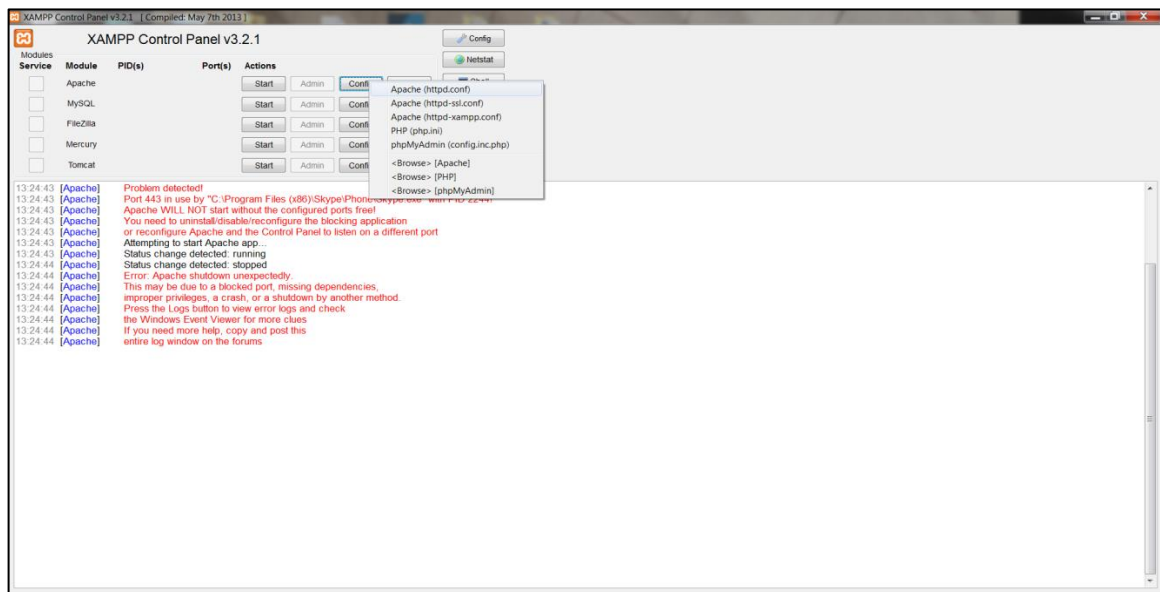 XAMPP Control Panel v3.2.1 [ Compiled: May 7th 2013 ]
XAMPP Control Panel v3.2.1
Config
Modules
Service Module PID(s) Port(s) Actions
Netstat
Apache Start Admin
MySQL Start Admin
FileZilla Start Admin
Mercury Start Admin
Tomcat Start Admin
Apache (httpd.conf)
Apache (httpd-ssl.conf)
Apache (httpd-xampp.conf)
PHP (php.ini)
phpMyAdmin (config.inc.php)
<Browse> [Apache]
<Browse> [PHP]
<Browse> [phpMyAdmin]
13:24:43 [Apache] Problem detected!
13:24:43 [Apache] Port 443 in use by "C:\Program Files (x86)\Skype\Phone\Skype.exe" with PID 2244!
13:24:43 [Apache] Apache WILL NOT start without the configured ports free!
13:24:43 [Apache] You need to uninstall/disable/reconfigure the blocking application
13:24:43 [Apache] or reconfigure Apache and the Control Panel to listen on a different port
13:24:43 [Apache] Attempting to start Apache app...
13:24:43 [Apache] Status change detected: running
13:24:44 [Apache] Status change detected: stopped
13:24:44 [Apache] Error: Apache shutdown unexpectedly.
13:24:44 [Apache] This may be due to a blocked port, missing dependencies,
13:24:44 [Apache] improper privileges, a crash, or a shutdown by another method.
13:24:44 [Apache] Press the Logs button to view error logs and check
13:24:44 [Apache] the Windows Event Viewer for more clues
13:24:44 [Apache] If you need more help, copy and post this
13:24:44 [Apache] entire log window on the forums